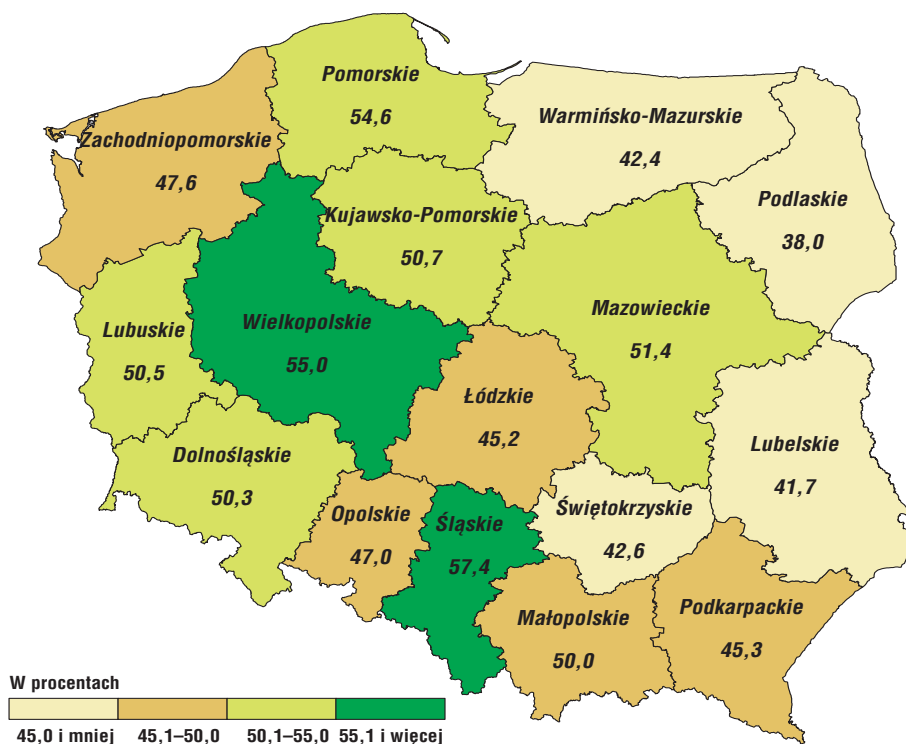 Pomorskie
54,6
Warmińsko-Mazurskie
42,4
Zachodniopomorskie
47,6
Podlaskie
38,0
Kujawsko-Pomorskie
50,7
Mazowieckie
51,4
Lubuskie
50,5
Wielkopolskie
55,0
Łódzkie
45,2
Lubelskie
41,7
Dolnośląskie
50,3
Opolskie
47,0
Śląskie
57,4
Świętokrzyskie
42,6
Małopolskie
50,0
Podkarpackie
45,3
W procentach
45,0 i mniej 45,1–50,0 50,1–55,0 55,1 i więcej